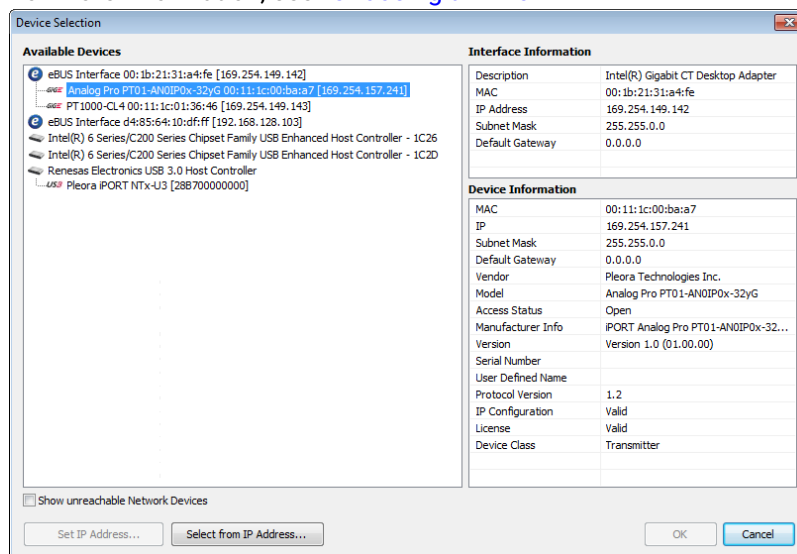 Device Selection
Available Devices
eBUS Interface 00:1b:21:31:a4:fe [169.254.149.142]
GIGE Analog Pro PT01-AN0IP0x-32yG 00:11:1c:00:ba:a7 [169.254.157.241]
GIGE PT1000-CL4 00:11:1c:01:36:46 [169.254.149.143]
eBUS Interface d4:85:64:10:df:ff [192.168.128.103]
Intel(R) 6 Series/C200 Series Chipset Family USB Enhanced Host Controller - 1C26
Intel(R) 6 Series/C200 Series Chipset Family USB Enhanced Host Controller - 1C2D
Renesas Electronics USB 3.0 Host Controller
U3 Pleora iPORT NTx-U3 [28B700000000]
Show unreachable Network Devices
Set IP Address...
Select from IP Address...
Interface Information
Description Intel(R) Gigabit CT Desktop Adapter
MAC 00:1b:21:31:a4:fe
IP Address 169.254.149.142
Subnet Mask 255.255.0.0
Default Gateway 0.0.0.0
Device Information
MAC 00:11:1c:00:ba:a7
IP 169.254.157.241
Subnet Mask 255.255.0.0
Default Gateway 0.0.0.0
Vendor Pleora Technologies Inc.
Model Analog Pro PT01-AN0IP0x-32yG
Access Status Open
Manufacturer Info iPORT Analog Pro PT01-AN0IP0x-32...
Version Version 1.0 (01.00.00)
Serial Number
User Defined Name
Protocol Version 1.2
IP Configuration Valid
License Valid
Device Class Transmitter
OK
Cancel